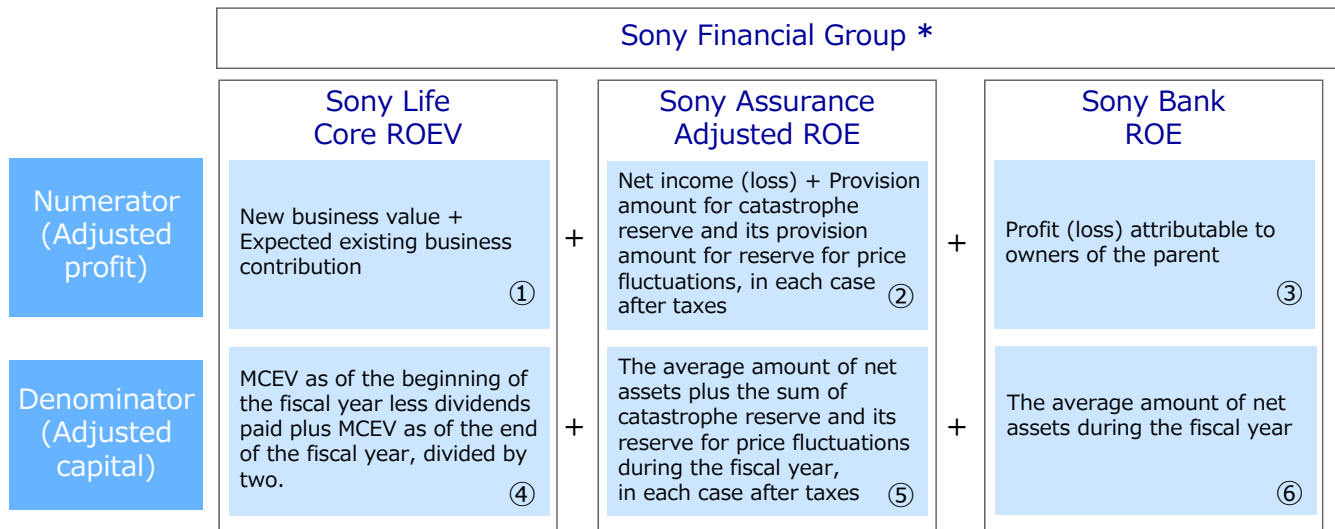 Sony Financial Group *
Sony Life
Core ROEV
Sony Assurance
Adjusted ROE
Sony Bank
ROE
Numerator
(Adjusted
profit)
New business value +
Expected existing business
contribution
①
+
Net income (loss) + Provision
amount for catastrophe
reserve and its provision
amount for reserve for price
fluctuations, in each case
after taxes
②
+
Profit (loss) attributable to
owners of the parent
③
Denominator
(Adjusted
capital)
MCEV as of the beginning of
the fiscal year less dividends
paid plus MCEV as of the end
of the fiscal year, divided by
two.
④
+
The average amount of net
assets plus the sum of
catastrophe reserve and its
reserve for price fluctuations
during the fiscal year,
in each case after taxes
⑤
+
The average amount of net
assets during the fiscal year
⑥